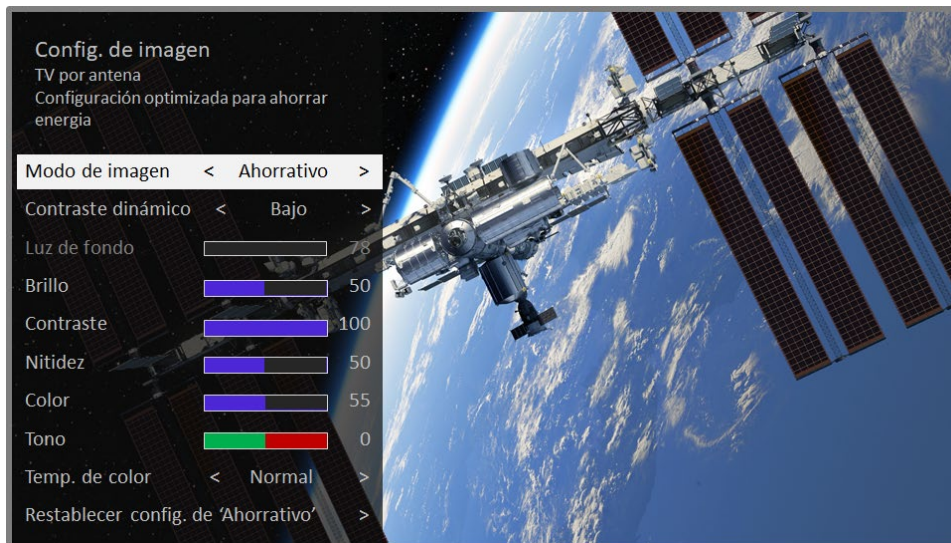 Config. de imagen
TV por antena
Configuración optimizada para ahorrar
energia
Modo de imagen < Ahorrativo >
Contraste dinámico < Bajo >
Luz de fondo 78
Brillo 50
Contraste 100
Nitidez 50
Color 55
Tono 0
Temp. de color < Normal >
Restablecer config. de ‘Ahorrativo’ >